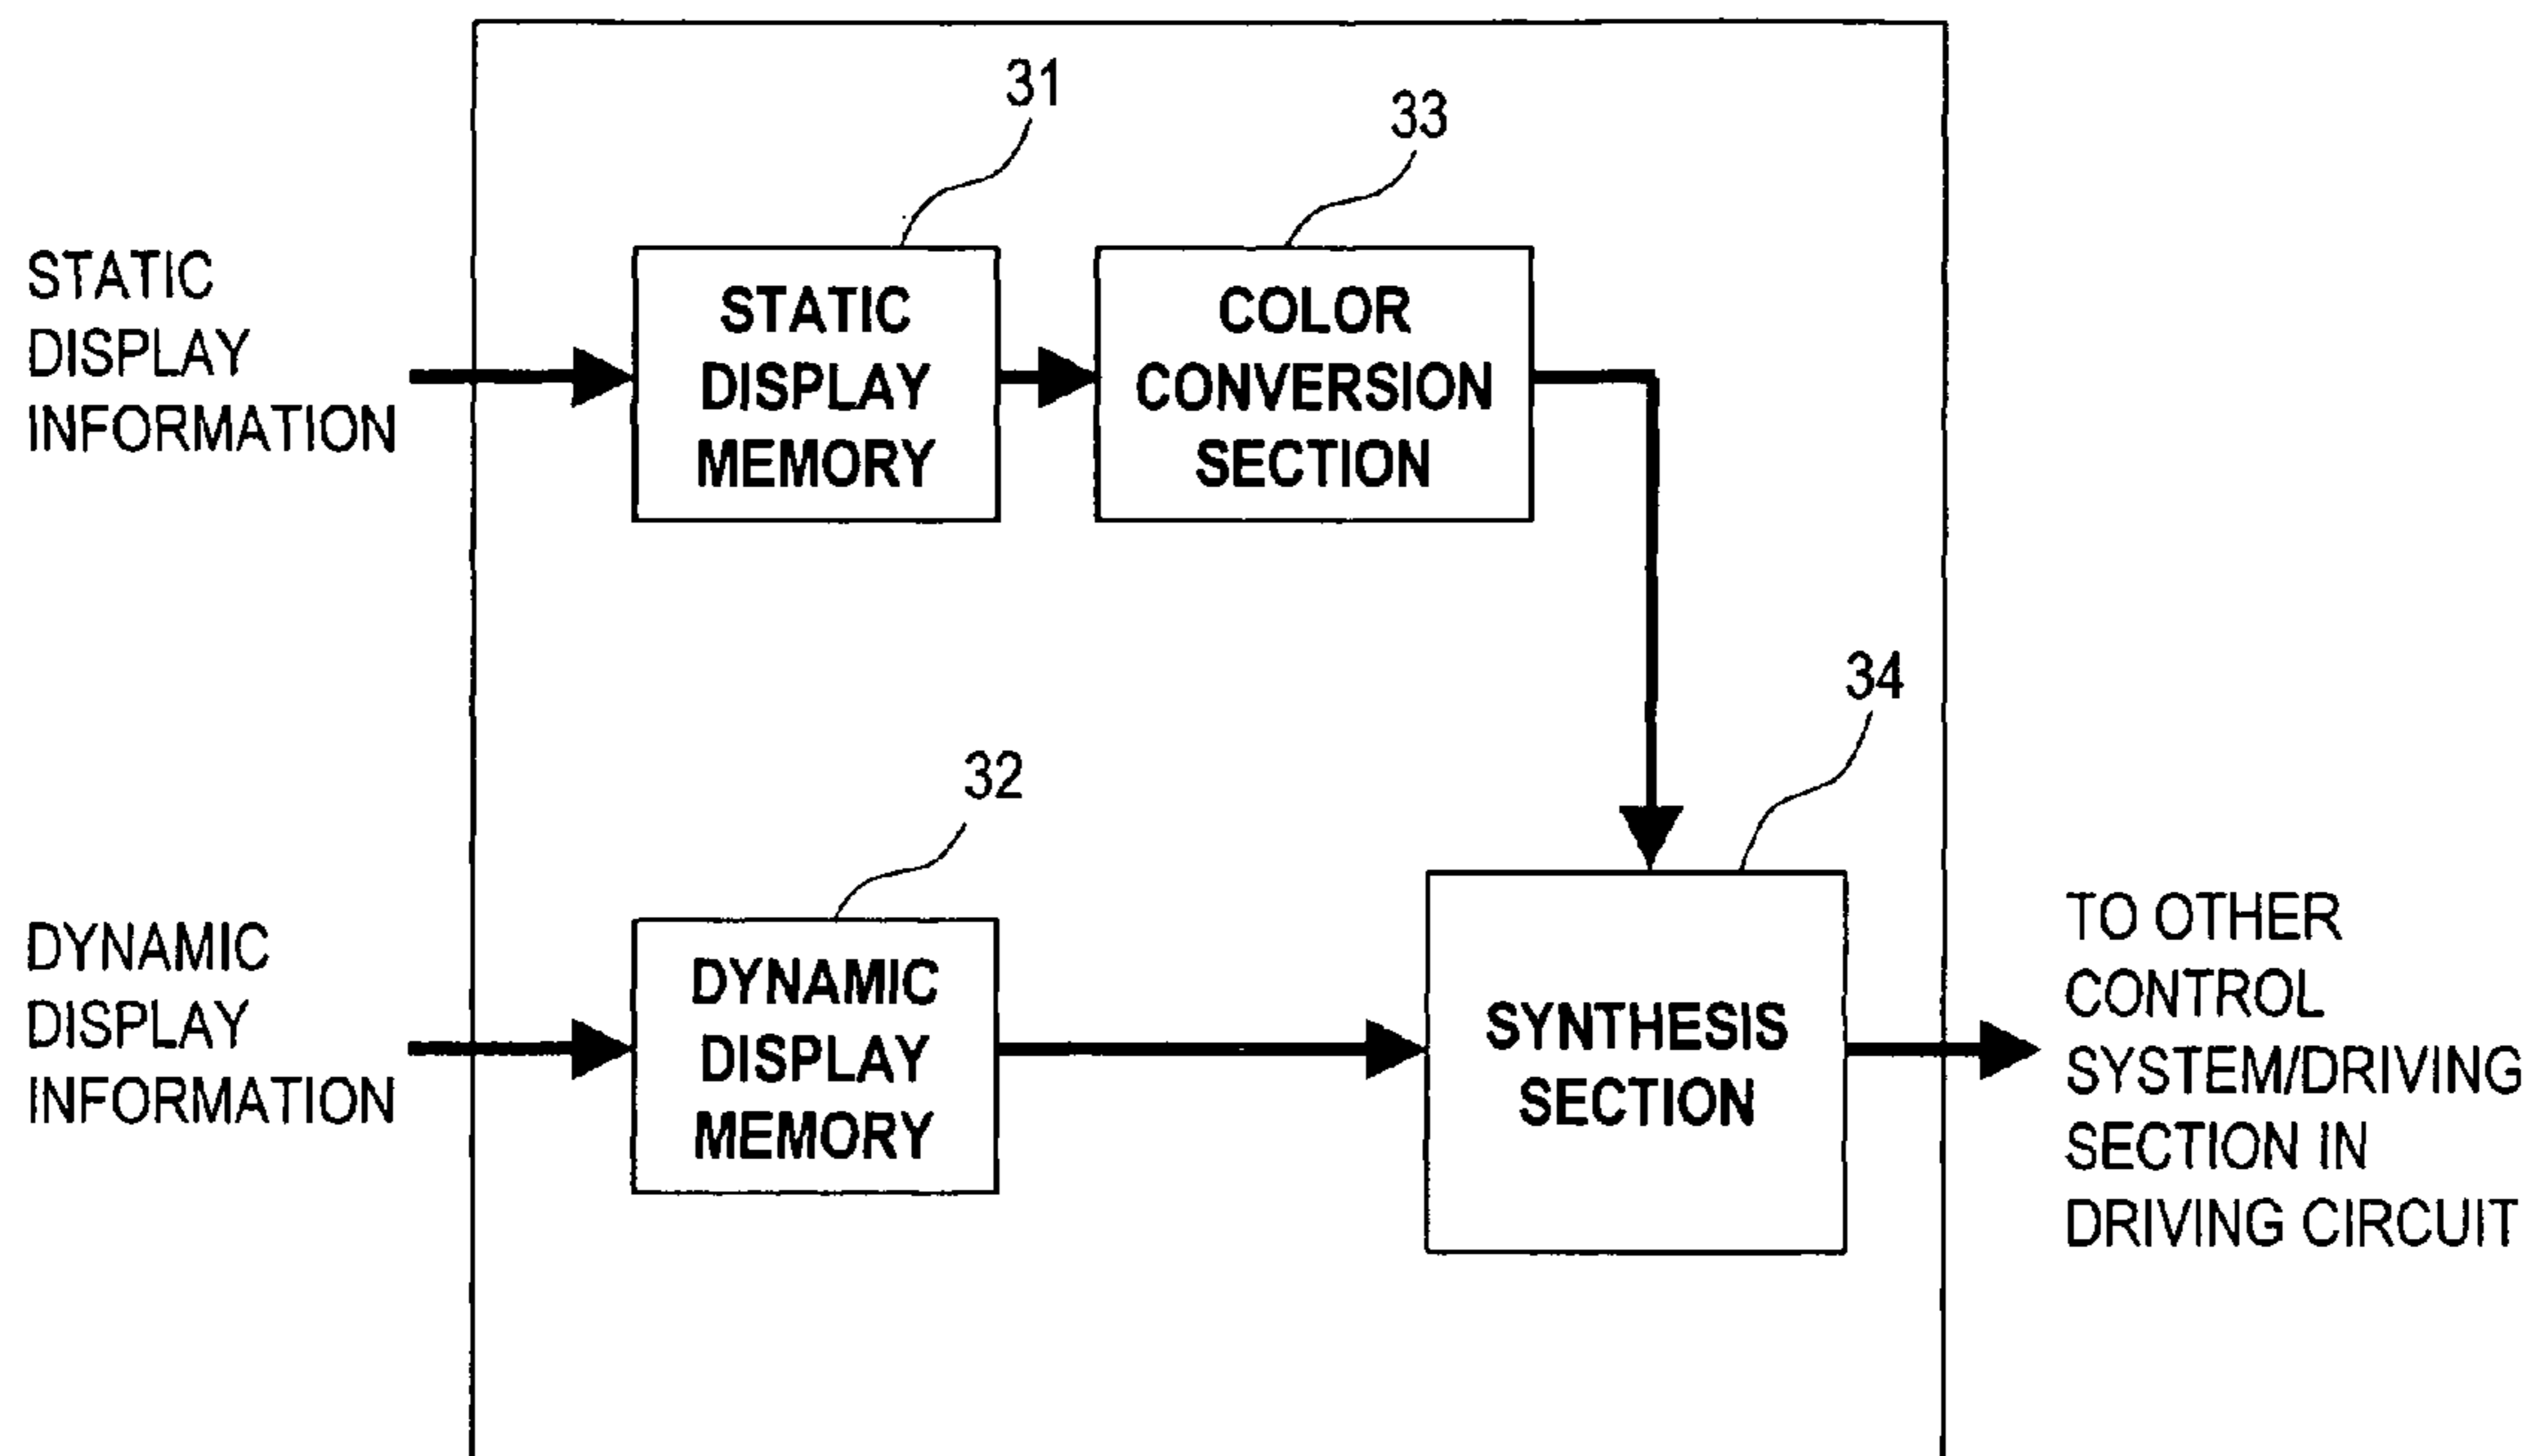 31
33
STATIC
DISPLAY
INFORMATION
STATIC
DISPLAY
MEMORY
COLOR
CONVERSION
SECTION
34
32
DYNAMIC
DISPLAY
INFORMATION
DYNAMIC
DISPLAY
MEMORY
SYNTHESIS
SECTION
TO OTHER
CONTROL
SYSTEM/DRIVING
SECTION IN
DRIVING CIRCUIT